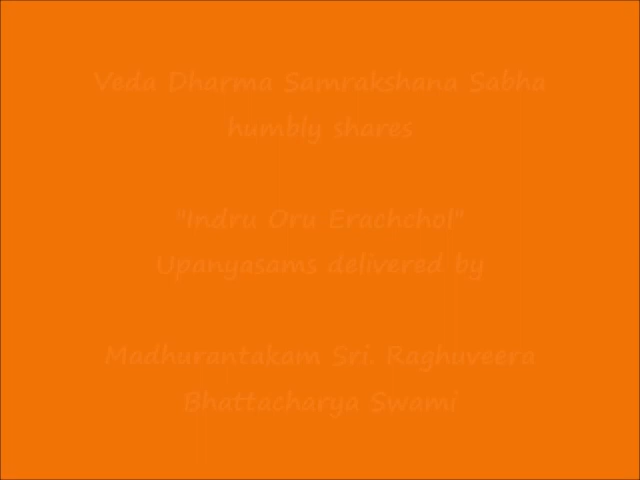 Veda Dharma Samrakshana Sabha
humbly shares
"Indru Oru Erachchol"
Upanyasams delivered by
Madhurantakam Sri. Raghuveera
Bhattacharya Swami